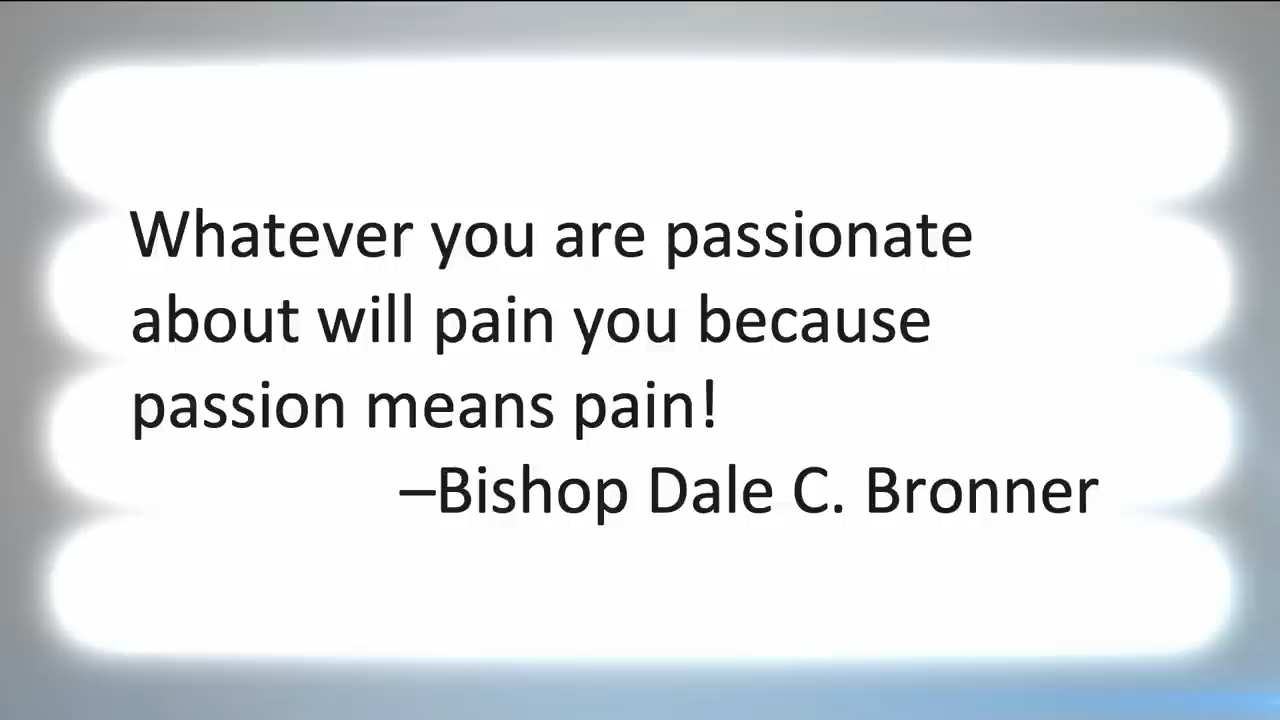 Whatever you are passionate
about will pain you because
passion means pain!
–Bishop Dale C. Bronner